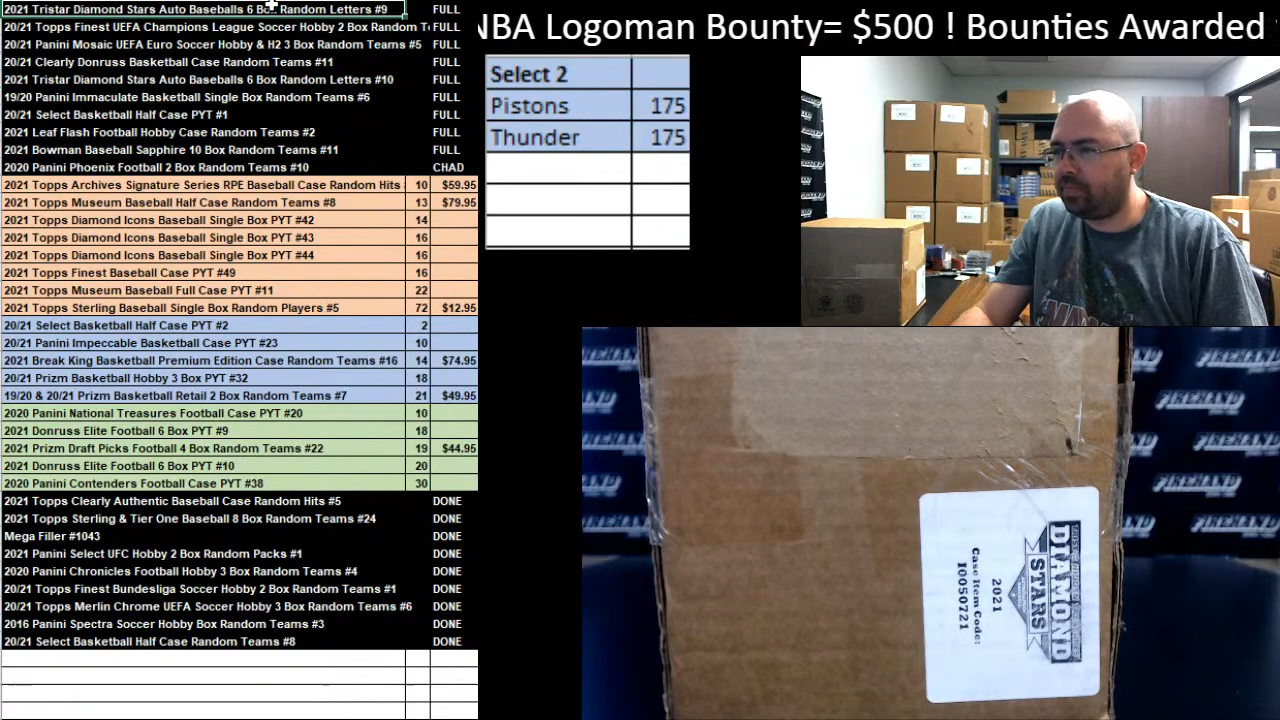 2021 Tristar Diamond Stars Auto Baseballs 6 Box Random Letters #9 FULL
20/21 Topps Finest UEFA Champions League Soccer Hobby 2 Box Random T FULL
20/21 Panini Mosaic UEFA Euro Soccer Hobby & H2 3 Box Random Teams #5 FULL
20/21 Clearly Donruss Basketball Case Random Teams #11 FULL
2021 Tristar Diamond Stars Auto Baseballs 6 Box Random Letters #10 FULL
19/20 Panini Immaculate Basketball Single Box Random Teams #6 FULL
20/21 Select Basketball Half Case PYT #1 FULL
2021 Leaf Flash Football Hobby Case Random Teams #2 FULL
2021 Bowman Baseball Sapphire 10 Box Random Teams #11 FULL
2020 Panini Phoenix Football 2 Box Random Teams #10 CHAD
2021 Topps Archives Signature Series RPE Baseball Case Random Hits 10 $59.95
2021 Topps Museum Baseball Half Case Random Teams #8 13 $79.95
2021 Topps Diamond Icons Baseball Single Box PYT #42 14
2021 Topps Diamond Icons Baseball Single Box PYT #43 16
2021 Topps Diamond Icons Baseball Single Box PYT #44 16
2021 Topps Finest Baseball Case PYT #49 16
2021 Topps Museum Baseball Full Case PYT #11 22
2021 Topps Sterling Baseball Single Box Random Players #5 72 $12.95
20/21 Select Basketball Half Case PYT #2 2
20/21 Panini Impeccable Basketball Case PYT #23 10
2021 Break King Basketball Premium Edition Case Random Teams #16 14 $74.95
20/21 Prizm Basketball Hobby 3 Box PYT #32 18
19/20 & 20/21 Prizm Basketball Retail 2 Box Random Teams #7 21 $49.95
2020 Panini National Treasures Football Case PYT #20 10
2021 Donruss Elite Football 6 Box PYT #9 18
2021 Prizm Draft Picks Football 4 Box Random Teams #22 19 $44.95
2021 Donruss Elite Football 6 Box PYT #10 20
2020 Panini Contenders Football Case PYT #38 30
2021 Topps Clearly Authentic Baseball Case Random Hits #5 DONE
2021 Topps Sterling & Tier One Baseball 8 Box Random Teams #24 DONE
Mega Filler #1043 DONE
2021 Panini Select UFC Hobby 2 Box Random Packs #1 DONE
2020 Panini Chronicles Football Hobby 3 Box Random Teams #4 DONE
20/21 Topps Finest Bundesliga Soccer Hobby 2 Box Random Teams #1 DONE
20/21 Topps Merlin Chrome UEFA Soccer Hobby 3 Box Random Teams #6 DONE
2016 Panini Spectra Soccer Hobby Box Random Teams #3 DONE
20/21 Select Basketball Half Case Random Teams #8 DONE
NBA Logoman Bounty= $500 ! Bounties Awarded
Select 2
Pistons 175
Thunder 175
DIAMOND
STARS
2021
Case Item Code:
I0050721
FIREHAND
FIREHAND
FIREHAND
FIREHAND
FIREHAND
FIREHAND